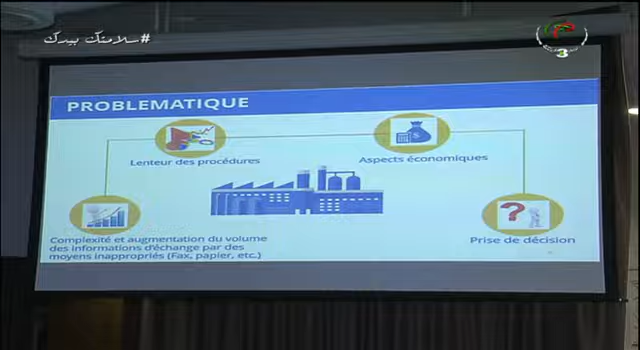 #سلامتك بيدك
3
PROBLEMATIQUE
Lenteur des procédures
Aspects économiques
Complexité et augmentation du volume
des informations d'échange par des
moyens inappropriés (Fax, papier, etc.)
Prise de décision